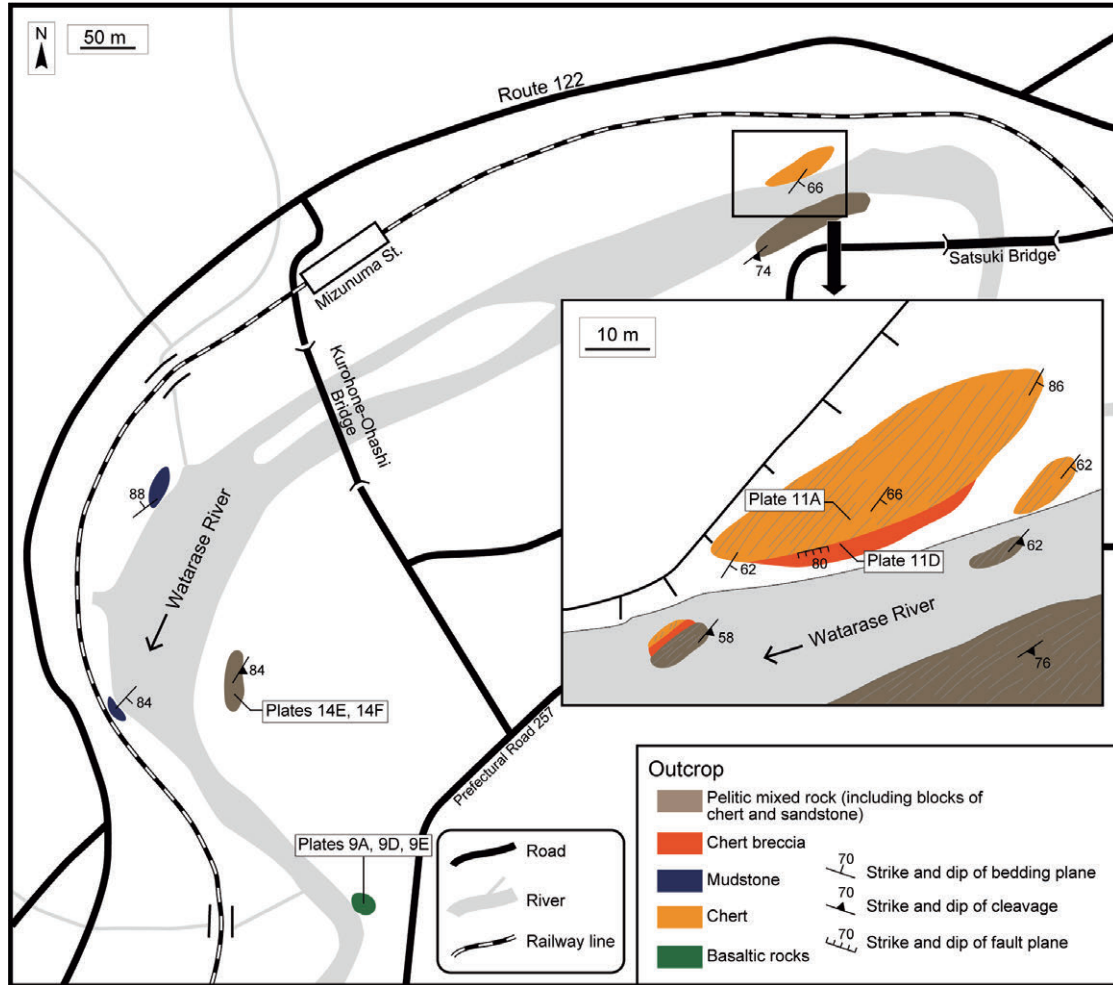 N
50 m
Route 122
66
Mizunuma St.
74
Satsuki Bridge
10 m
Kurohone-Ohashi
Bridge
86
62
Plate 11A
66
88
62
80
Plate 11D
62
Watarase River
58
Watarase River
76
84
84
Plates 14E, 14F
Prefectural Road 257
Plates 9A, 9D, 9E
Road
River
Railway line
Outcrop
Pelitic mixed rock (including blocks of
chert and sandstone)
Chert breccia
Mudstone
Chert
Basaltic rocks
70
Strike and dip of bedding plane
70
Strike and dip of cleavage
70
Strike and dip of fault plane